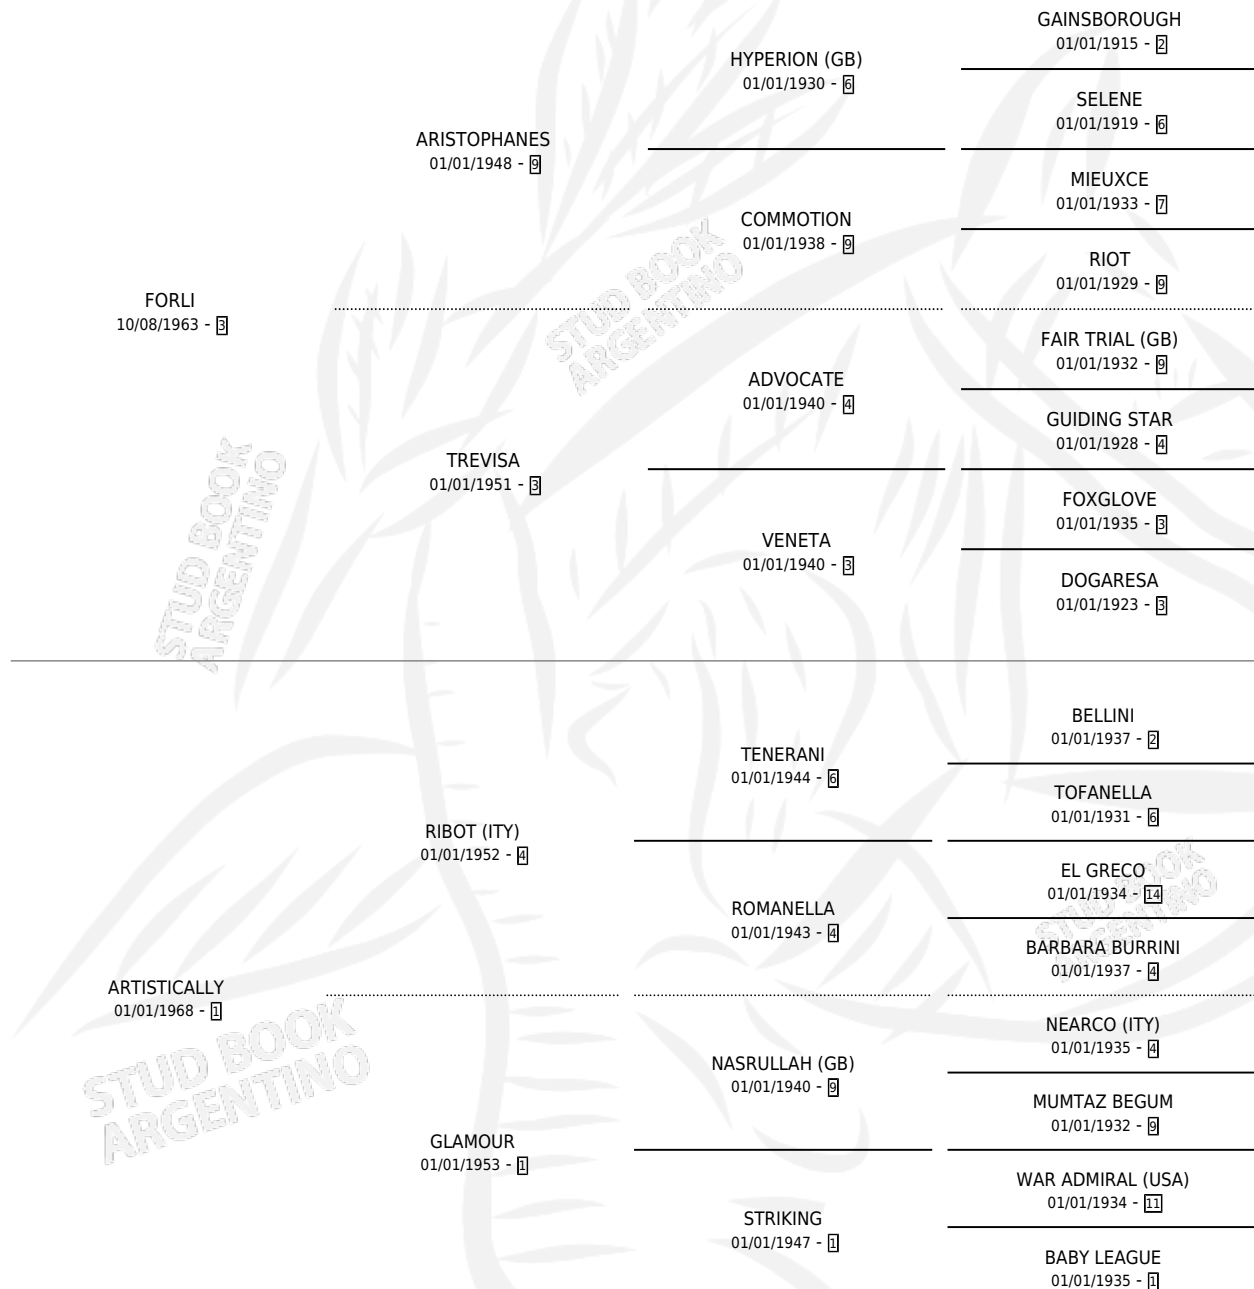 FORLI
10/08/1963 - 3
ARISTOPHANES
01/01/1948 - 9
HYPERION (GB)
01/01/1930 - 6
GAINSBOROUGH
01/01/1915 - 2
SELENE
01/01/1919 - 6
COMMOTION
01/01/1938 - 9
MIEUXCE
01/01/1933 - 7
RIOT
01/01/1929 - 9
TREVISA
01/01/1951 - 3
ADVOCATE
01/01/1940 - 4
FAIR TRIAL (GB)
01/01/1932 - 9
GUIDING STAR
01/01/1928 - 4
VENETA
01/01/1940 - 3
FOXGLOVE
01/01/1935 - 3
DOGARESA
01/01/1923 - 3
ARTISTICALLY
01/01/1968 - 1
RIBOT (ITY)
01/01/1952 - 4
TENERANI
01/01/1944 - 6
BELLINI
01/01/1937 - 2
TOFANELLA
01/01/1931 - 6
ROMANELLA
01/01/1943 - 4
EL GRECO
01/01/1934 - 14
BARBARA BURRINI
01/01/1937 - 4
GLAMOUR
01/01/1953 - 1
NASRULLAH (GB)
01/01/1940 - 9
NEARCO (ITY)
01/01/1935 - 4
MUMTAZ BEGUM
01/01/1932 - 9
STRIKING
01/01/1947 - 1
WAR ADMIRAL (USA)
01/01/1934 - 11
BABY LEAGUE
01/01/1935 - 1
STUD BOOK
ARGENTINO
STUD BOOK
ARGENTINO
STUD BOOK
ARGENTINO
STUD BOOK
ARGENTINO